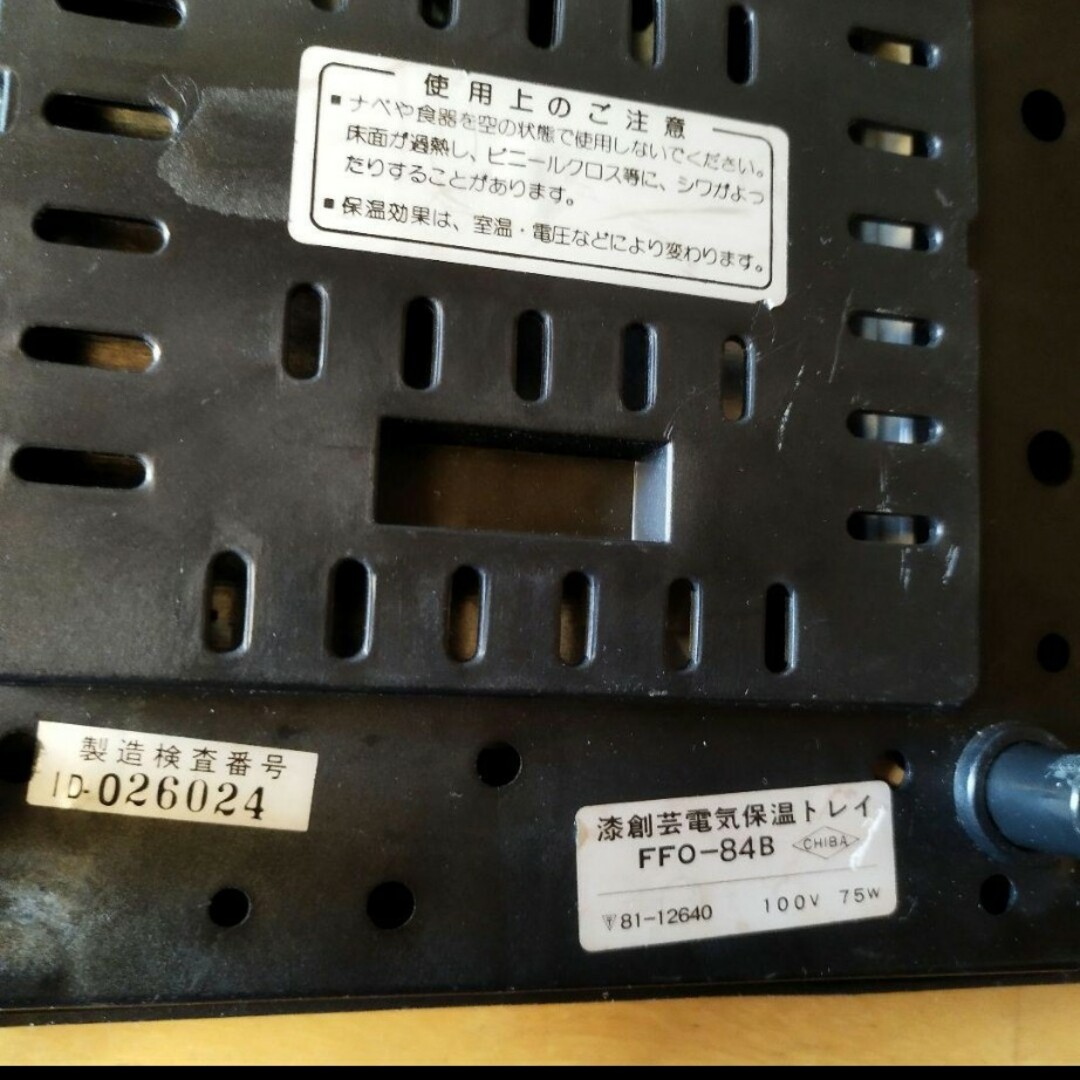 使用上のご注意
■ナベや食器を空の状態で使用しないでください。
床面が過熱し、ビニールクロス等に、シワがよっ
たりすることがあります。
■保温効果は、室温・電圧などにより変わります。
製造検査番号
ID-026024
漆創芸電気保温トレイ
FFO-84B CHIBA
〒81-12640 100V 75W